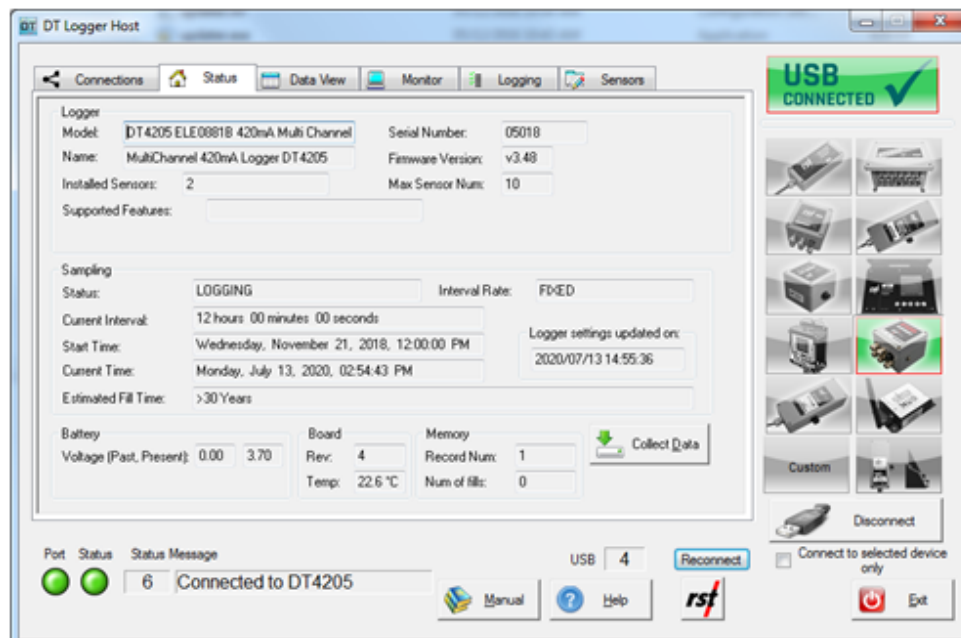 DT DT Logger Host
Connections Status Data View Monitor Logging Sensors
USB
CONNECTED
Logger
Model: DT4205 ELE0881B 420mA Multi Channel Serial Number: 05018
Name: MultiChannel 420mA Logger DT4205 Firmware Version: v3.48
Installed Sensors: 2 Max Sensor Num: 10
Supported Features:
Sampling
Status: LOGGING Interval Rate: FIXED
Current Interval: 12 hours 00 minutes 00 seconds
Start Time: Wednesday, November 21, 2018, 12:00:00 PM
Logger settings updated on:
2020/07/13 14:55:36
Current Time: Monday, July 13, 2020, 02:54:43 PM
Estimated Fill Time: >30 Years
Battery
Voltage (Past, Present): 0.00 3.70
Board
Rev: 4
Temp: 22.6 °C
Memory
Record Num: 1
Num of fills: 0
Collect Data
Custom
Disconnect
Connect to selected device
only
Port Status Status Message
6 Connected to DT4205
USB 4 Reconnect
Manual Help rst Exit